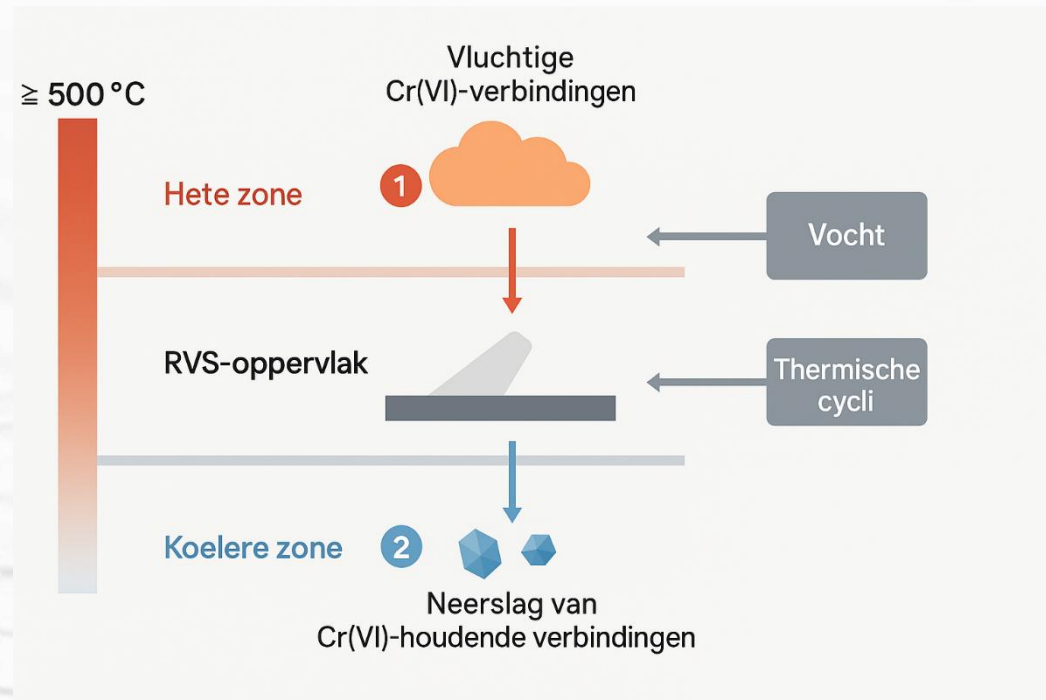 Vluchtige
Cr(VI)-verbindingen
≧ 500 °C
Hete zone
1
Vocht
RVS-oppervlak
Thermische
cycli
Koelere zone
2
Neerslag van
Cr(VI)-houdende verbindingen